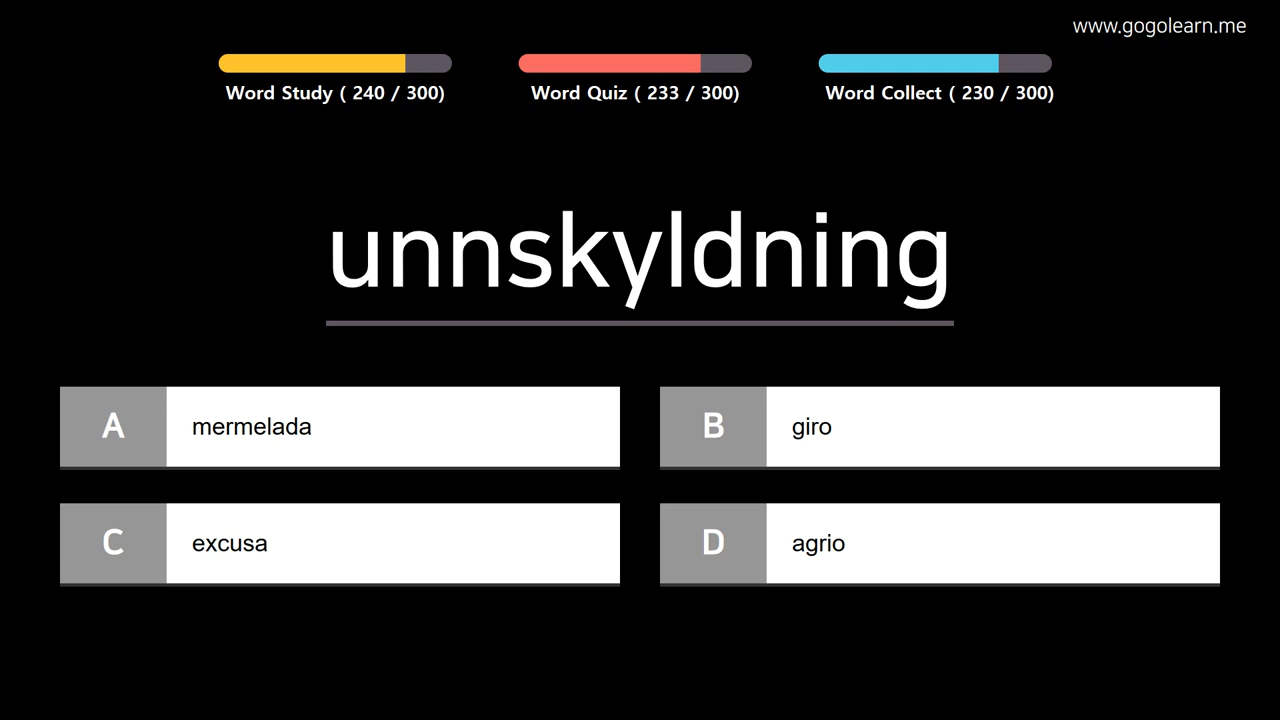 www.gogolearn.me
Word Study ( 240 / 300)
Word Quiz ( 233 / 300)
Word Collect ( 230 / 300)
unnskyldning
A mermelada
B giro
C excusa
D agrio